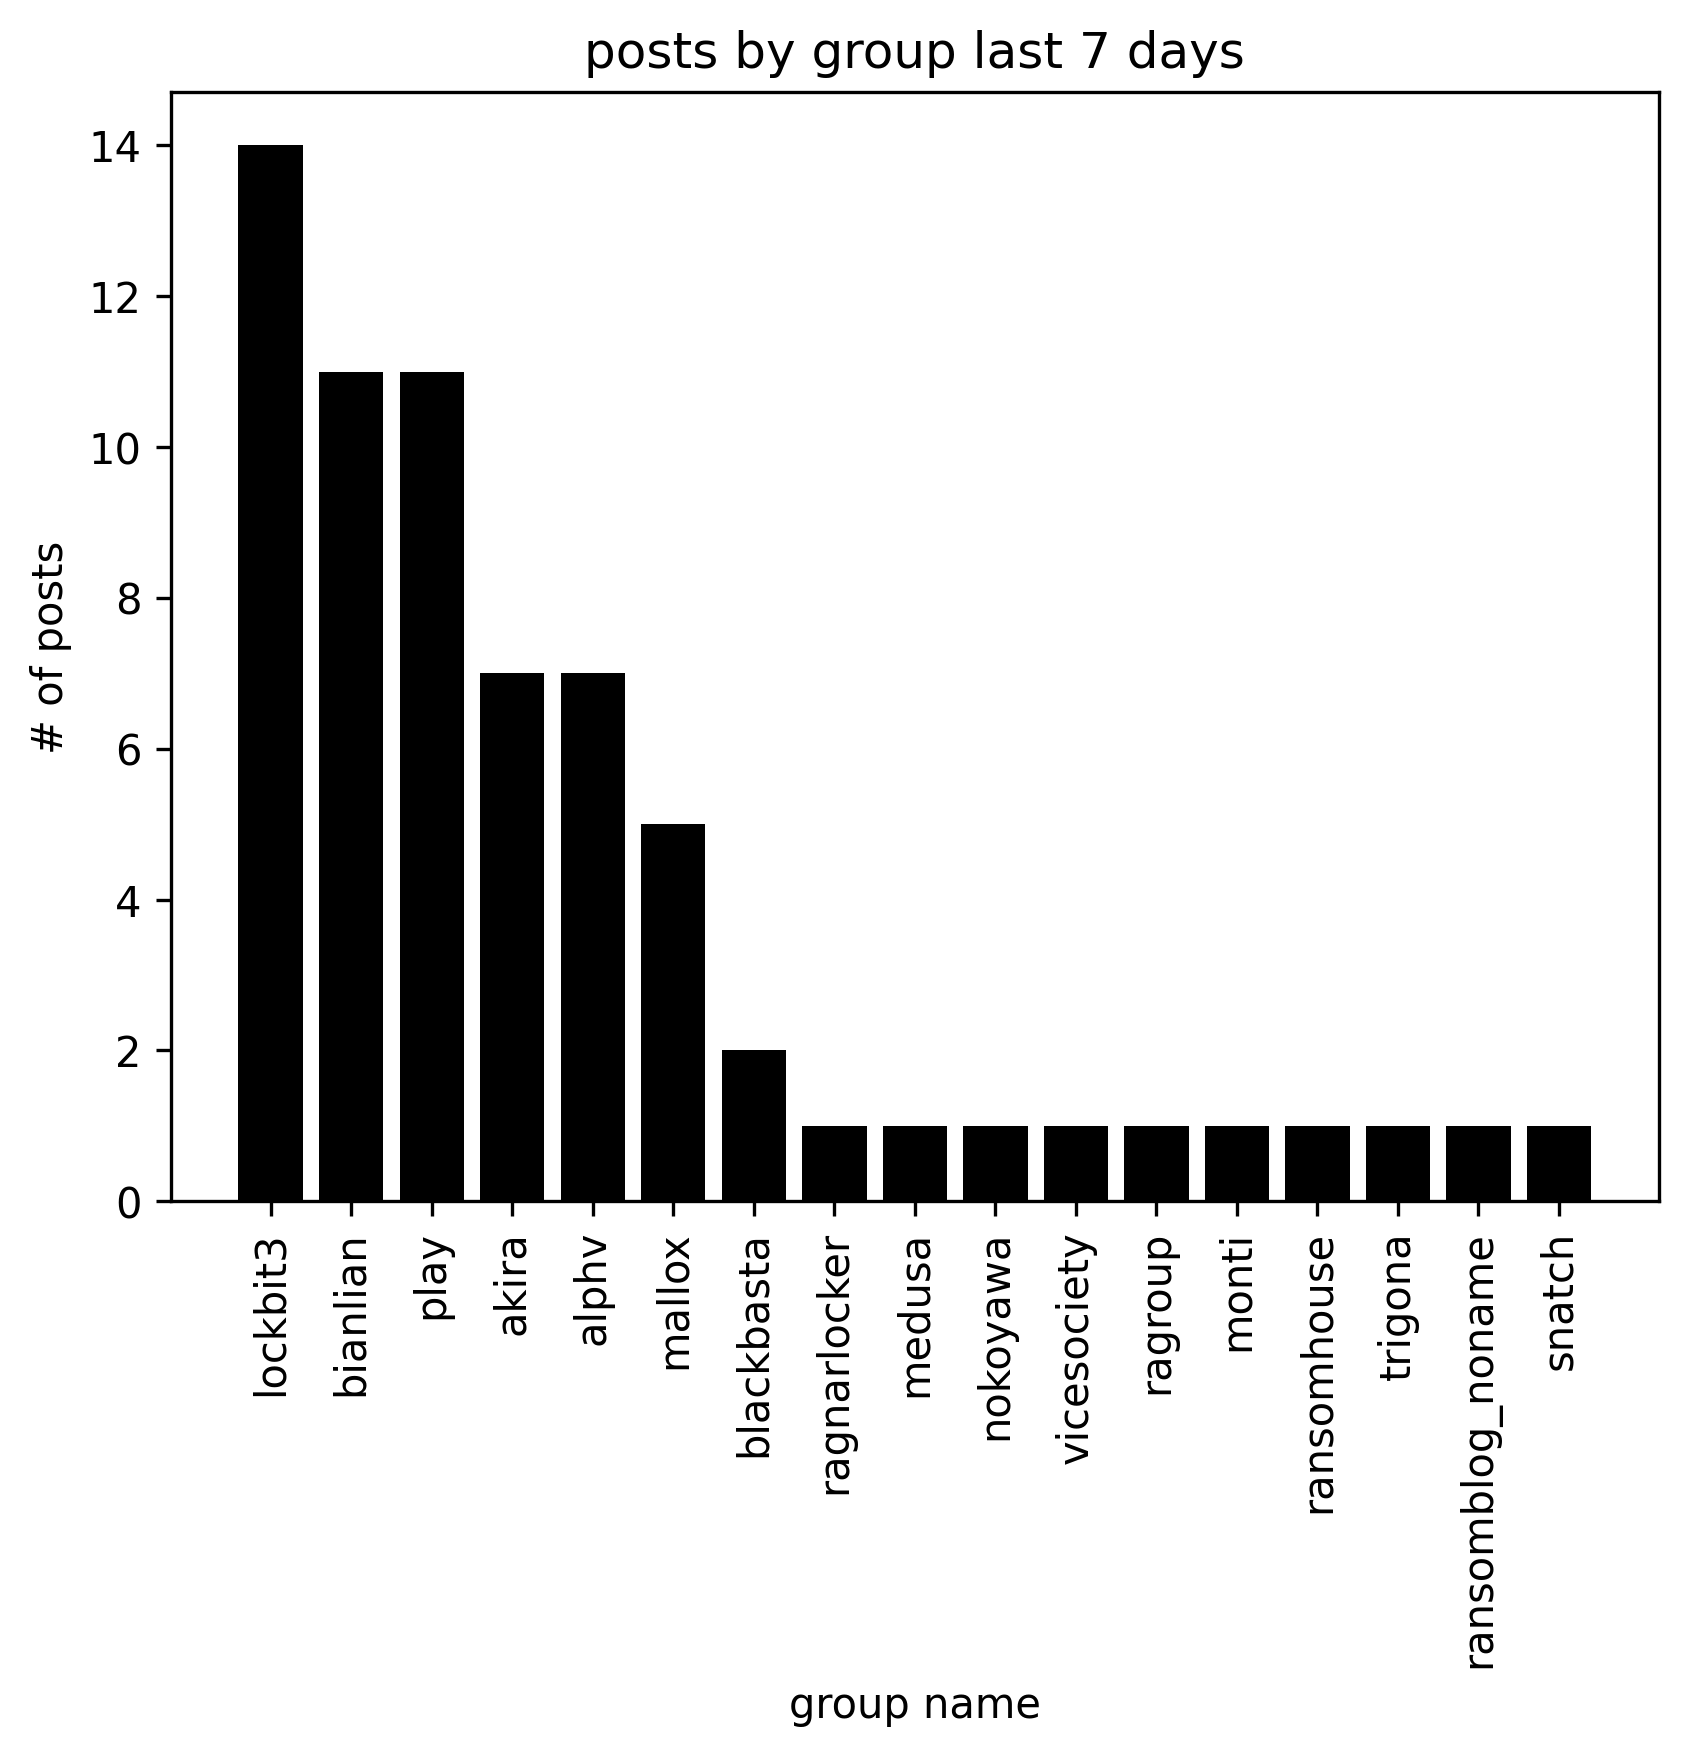 posts by group last 7 days
14
12
10
8
6
4
2
0
# of posts
lockbit3
bianlian
play
akira
alphv
mallox
blackbasta
ragnarlocker
medusa
nokoyawa
vicesociety
ragroup
monti
ransomhouse
trigona
ransomblog_noname
snatch
group name